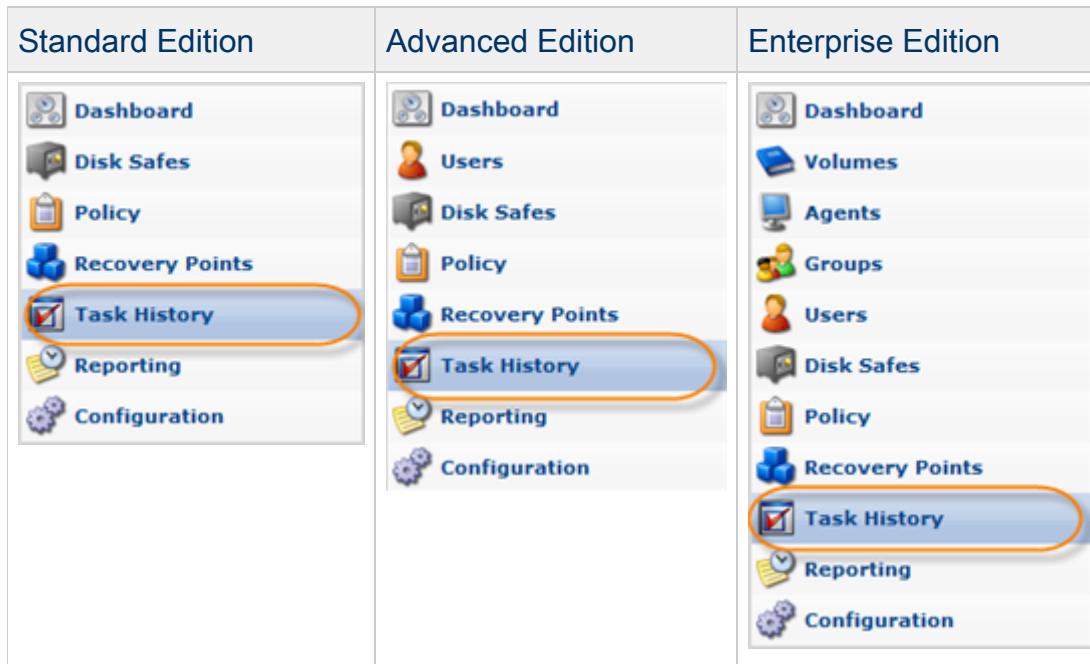 Standard Edition
Advanced Edition
Enterprise Edition
Dashboard
Disk Safes
Policy
Recovery Points
Task History
Reporting
Configuration
Dashboard
Users
Disk Safes
Policy
Recovery Points
Task History
Reporting
Configuration
Dashboard
Volumes
Agents
Groups
Users
Disk Safes
Policy
Recovery Points
Task History
Reporting
Configuration